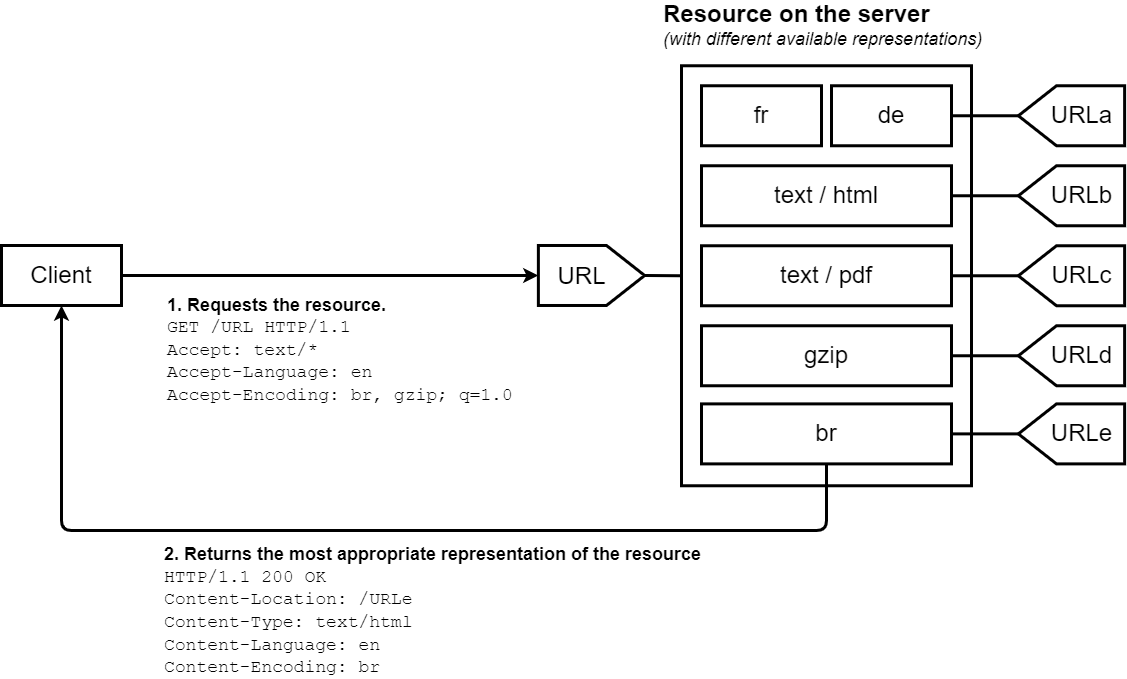 Resource on the server
(with different available representations)
fr
de
URLa
text / html
URLb
Client
URL
text / pdf
URLc
1. Requests the resource.
GET /URL HTTP/1.1
Accept: text/*
Accept-Language: en
Accept-Encoding: br, gzip; q=1.0
gzip
URLd
br
URLe
2. Returns the most appropriate representation of the resource
HTTP/1.1 200 OK
Content-Location: /URLe
Content-Type: text/html
Content-Language: en
Content-Encoding: br